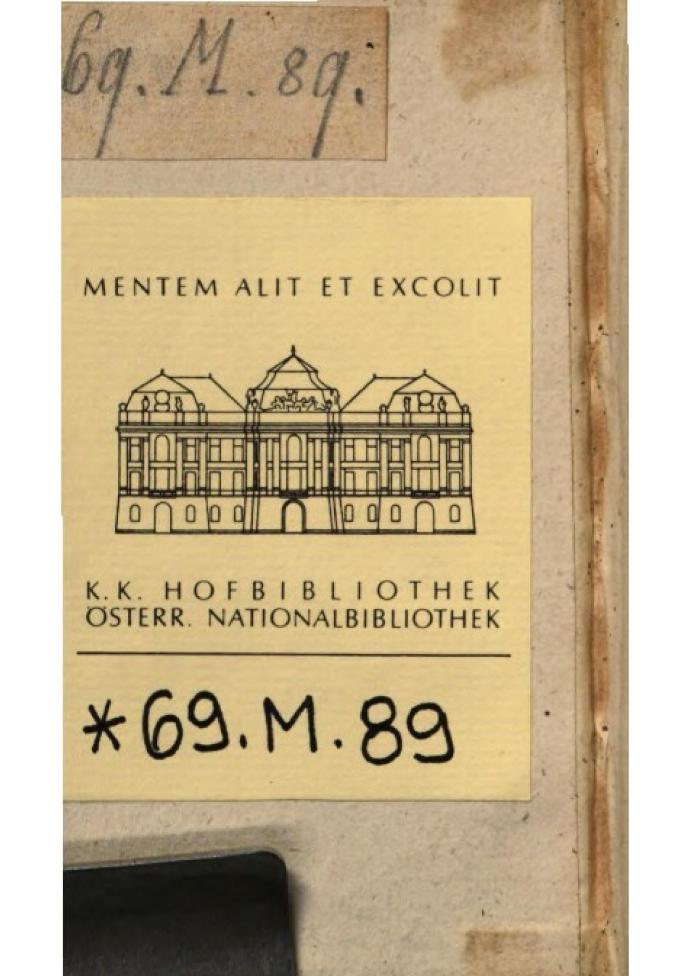 69. M. 89.
MENTEM ALIT ET EXCOLIT
K.K. HOFBIBLIOTHEK
ÖSTERR. NATIONALBIBLIOTHEK
*69.M.89